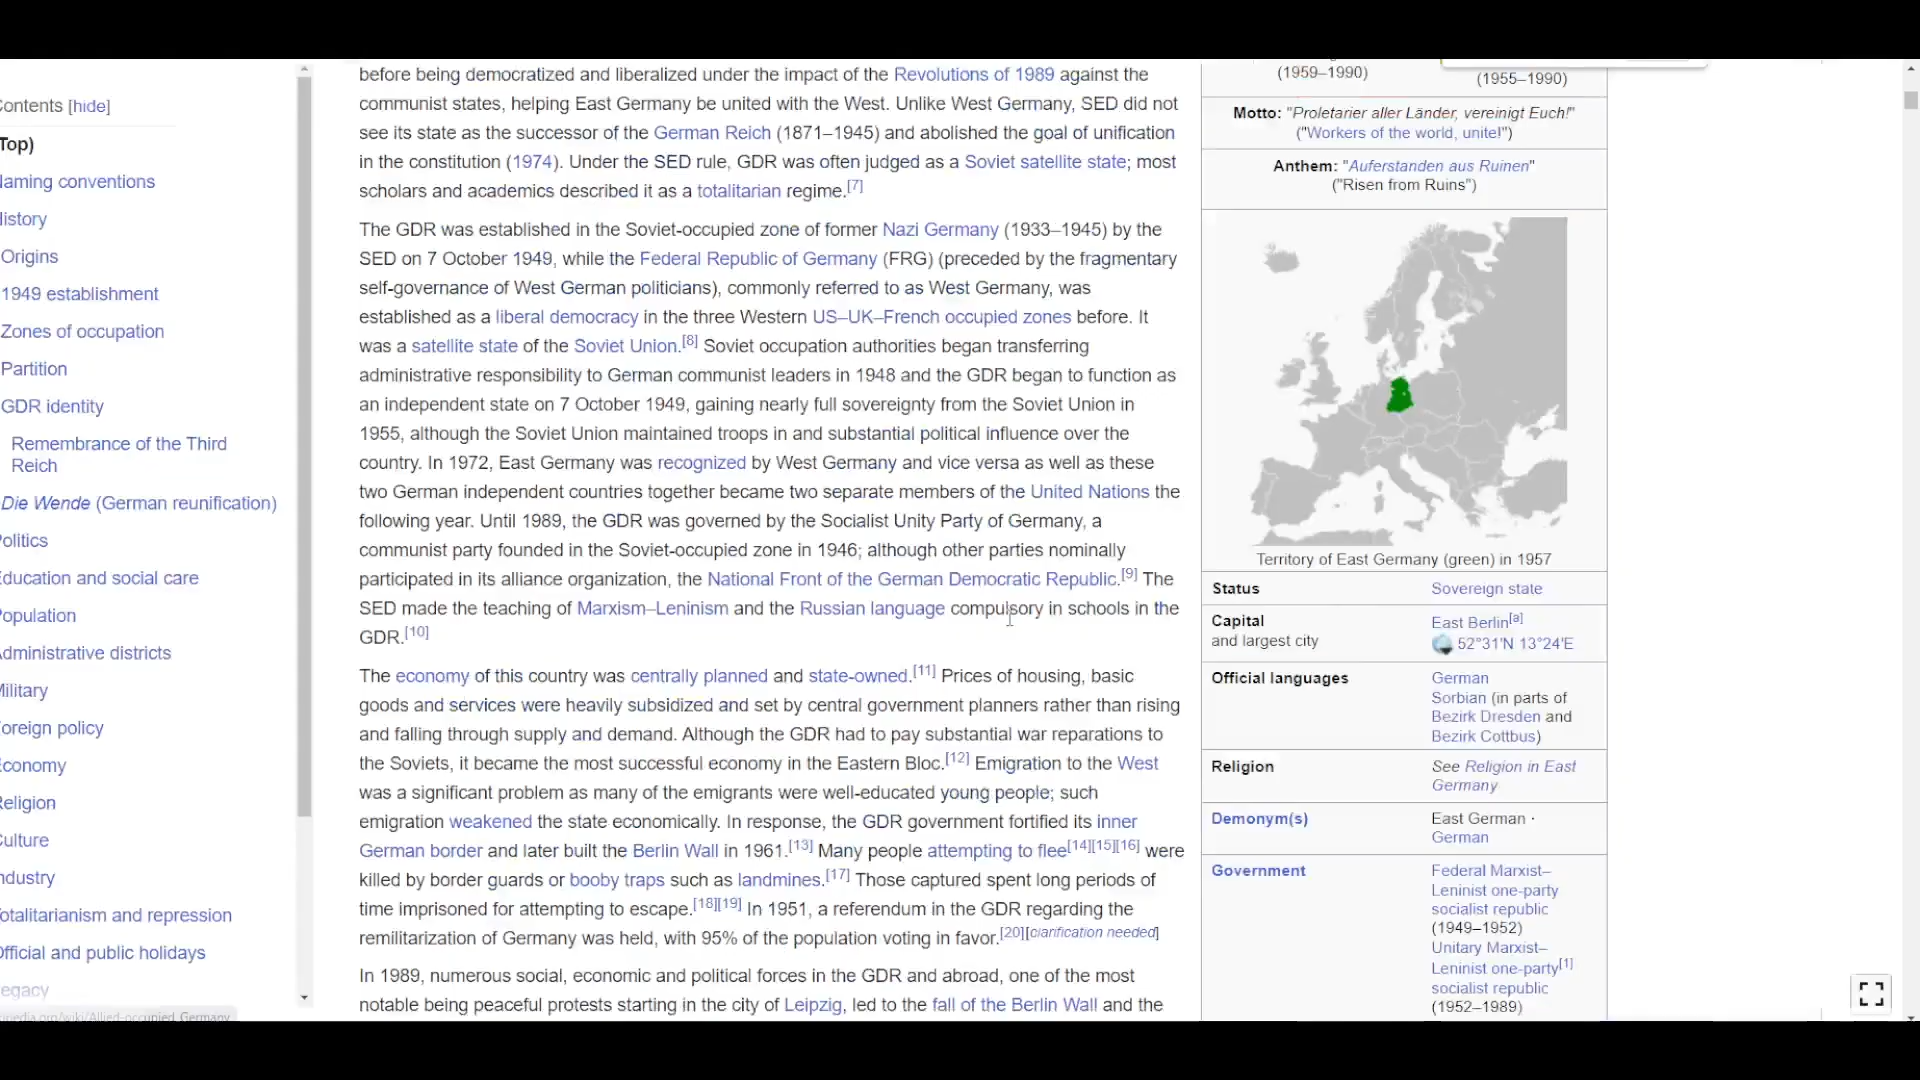 Contents [hide]
(Top)
Naming conventions
History
Origins
1949 establishment
Zones of occupation
Partition
GDR identity
Remembrance of the Third
Reich
Die Wende (German reunification)
Politics
Education and social care
Population
Administrative districts
Military
Foreign policy
Economy
Religion
Culture
Industry
Totalitarianism and repression
Official and public holidays
Legacy
before being democratized and liberalized under the impact of the Revolutions of 1989 against the
communist states, helping East Germany be united with the West. Unlike West Germany, SED did not
see its state as the successor of the German Reich (1871–1945) and abolished the goal of unification
in the constitution (1974). Under the SED rule, GDR was often judged as a Soviet satellite state; most
scholars and academics described it as a totalitarian regime.[7]
The GDR was established in the Soviet-occupied zone of former Nazi Germany (1933–1945) by the
SED on 7 October 1949, while the Federal Republic of Germany (FRG) (preceded by the fragmentary
self-governance of West German politicians), commonly referred to as West Germany, was
established as a liberal democracy in the three Western US–UK–French occupied zones before. It
was a satellite state of the Soviet Union.[8] Soviet occupation authorities began transferring
administrative responsibility to German communist leaders in 1948 and the GDR began to function as
an independent state on 7 October 1949, gaining nearly full sovereignty from the Soviet Union in
1955, although the Soviet Union maintained troops in and substantial political influence over the
country. In 1972, East Germany was recognized by West Germany and vice versa as well as these
two German independent countries together became two separate members of the United Nations the
following year. Until 1989, the GDR was governed by the Socialist Unity Party of Germany, a
communist party founded in the Soviet-occupied zone in 1946; although other parties nominally
participated in its alliance organization, the National Front of the German Democratic Republic.[9] The
SED made the teaching of Marxism–Leninism and the Russian language compulsory in schools in the
GDR.[10]
The economy of this country was centrally planned and state-owned.[11] Prices of housing, basic
goods and services were heavily subsidized and set by central government planners rather than rising
and falling through supply and demand. Although the GDR had to pay substantial war reparations to
the Soviets, it became the most successful economy in the Eastern Bloc.[12] Emigration to the West
was a significant problem as many of the emigrants were well-educated young people; such
emigration weakened the state economically. In response, the GDR government fortified its inner
German border and later built the Berlin Wall in 1961.[13] Many people attempting to flee[14][15][16] were
killed by border guards or booby traps such as landmines.[17] Those captured spent long periods of
time imprisoned for attempting to escape.[18][19] In 1951, a referendum in the GDR regarding the
remilitarization of Germany was held, with 95% of the population voting in favor.[20][clarification needed]
In 1989, numerous social, economic and political forces in the GDR and abroad, one of the most
notable being peaceful protests starting in the city of Leipzig, led to the fall of the Berlin Wall and the
(1959–1990)
(1955–1990)
Motto: "Proletarier aller Länder, vereinigt Euch!"
("Workers of the world, unite!")
Anthem: "Auferstanden aus Ruinen"
("Risen from Ruins")
Territory of East Germany (green) in 1957
Status Sovereign state
Capital East Berlin[a]
and largest city 52°31′N 13°24′E
Official languages German
Sorbian (in parts of
Bezirk Dresden and
Bezirk Cottbus)
Religion See Religion in East
Germany
Demonym(s) East German ·
German
Government Federal Marxist–
Leninist one-party
socialist republic
(1949–1952)
Unitary Marxist–
Leninist one-party[1]
socialist republic
(1952–1989)
pedia.org/wiki/Allied-occupied_Germany